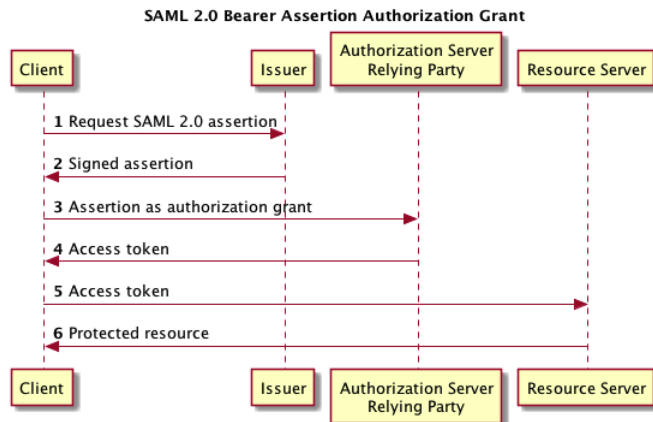 SAML 2.0 Bearer Assertion Authorization Grant
Client
Issuer
Authorization Server
Relying Party
Resource Server
1 Request SAML 2.0 assertion
2 Signed assertion
3 Assertion as authorization grant
4 Access token
5 Access token
6 Protected resource
Client
Issuer
Authorization Server
Relying Party
Resource Server